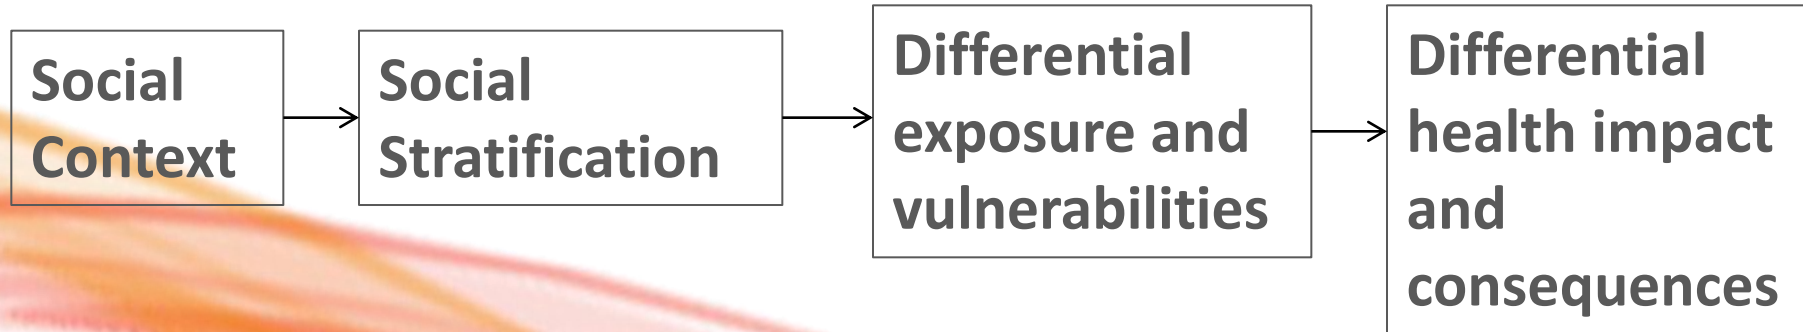 Social
Context
Social
Stratification
Differential
exposure and
vulnerabilities
Differential
health impact
and
consequences